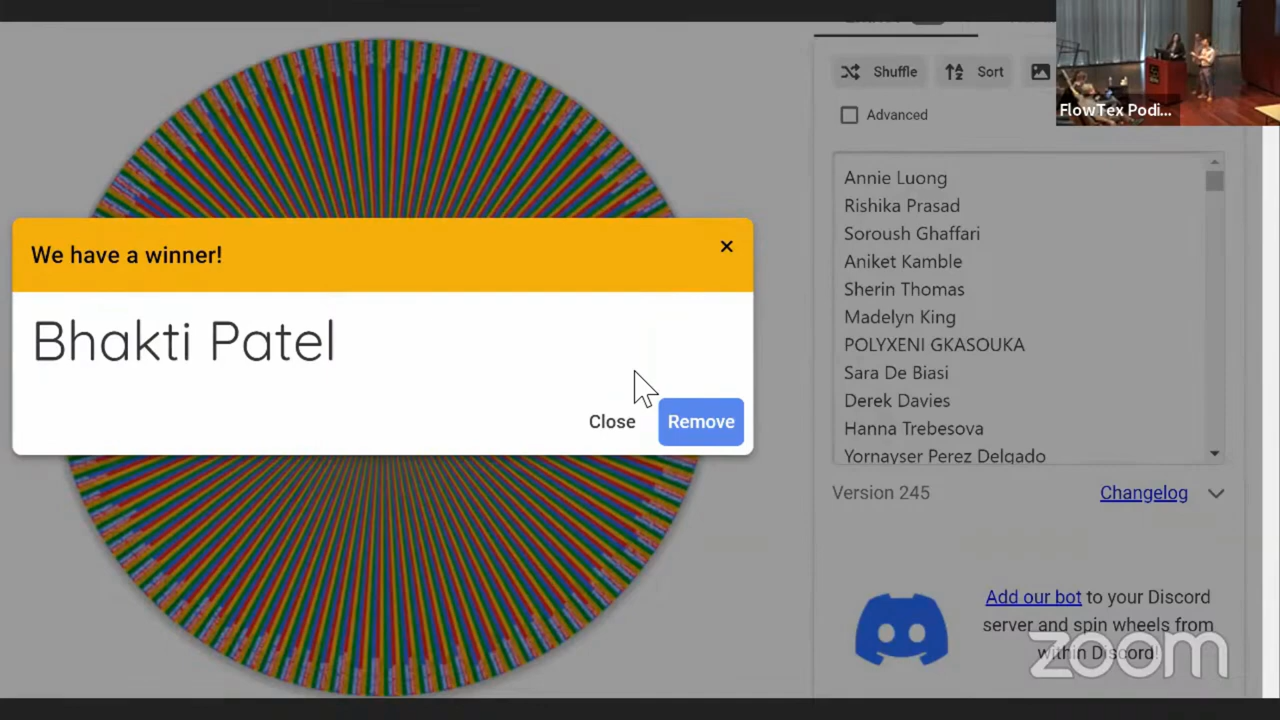 Shuffle
Sort
FlowTex Podi...
Advanced
Annie Luong
Rishika Prasad
Soroush Ghaffari
Aniket Kamble
Sherin Thomas
Madelyn King
POLYXENI GKASOUKA
Sara De Biasi
Derek Davies
Hanna Trebesova
Yornayser Perez Delgado
We have a winner!
Bhakti Patel
Close
Remove
Version 245
Changelog
Add our bot to your Discord
server and spin wheels from
within Discord!
zoom